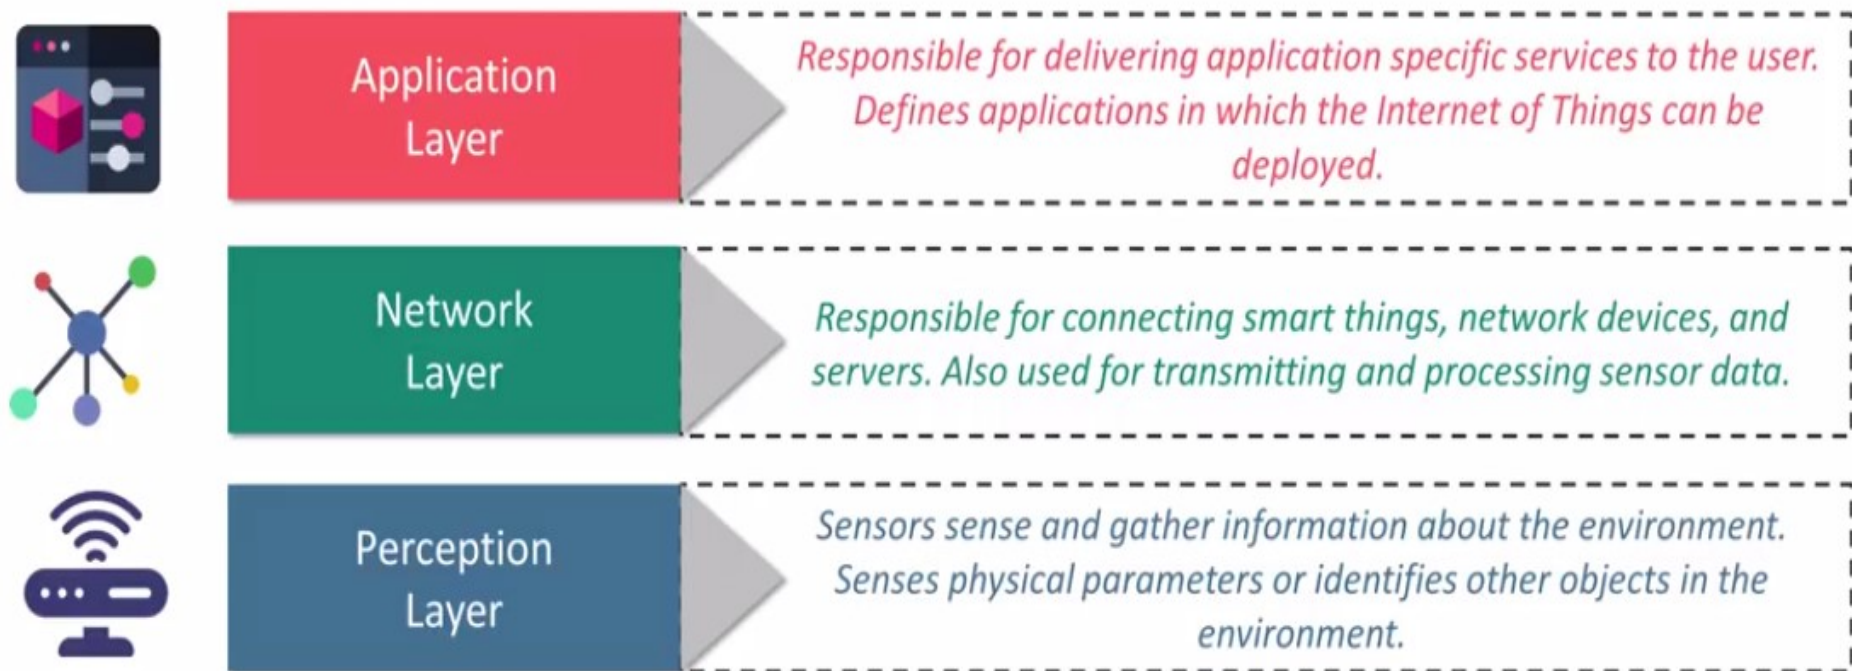 Application
Layer
Responsible for delivering application specific services to the user.
Defines applications in which the Internet of Things can be
deployed.
Network
Layer
Responsible for connecting smart things, network devices, and
servers. Also used for transmitting and processing sensor data.
Perception
Layer
Sensors sense and gather information about the environment.
Senses physical parameters or identifies other objects in the
environment.